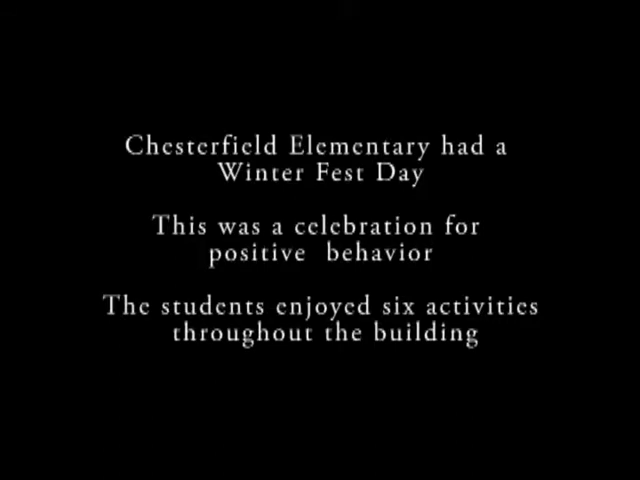 Chesterfield Elementary had a
Winter Fest Day
This was a celebration for
positive behavior
The students enjoyed six activities
throughout the building